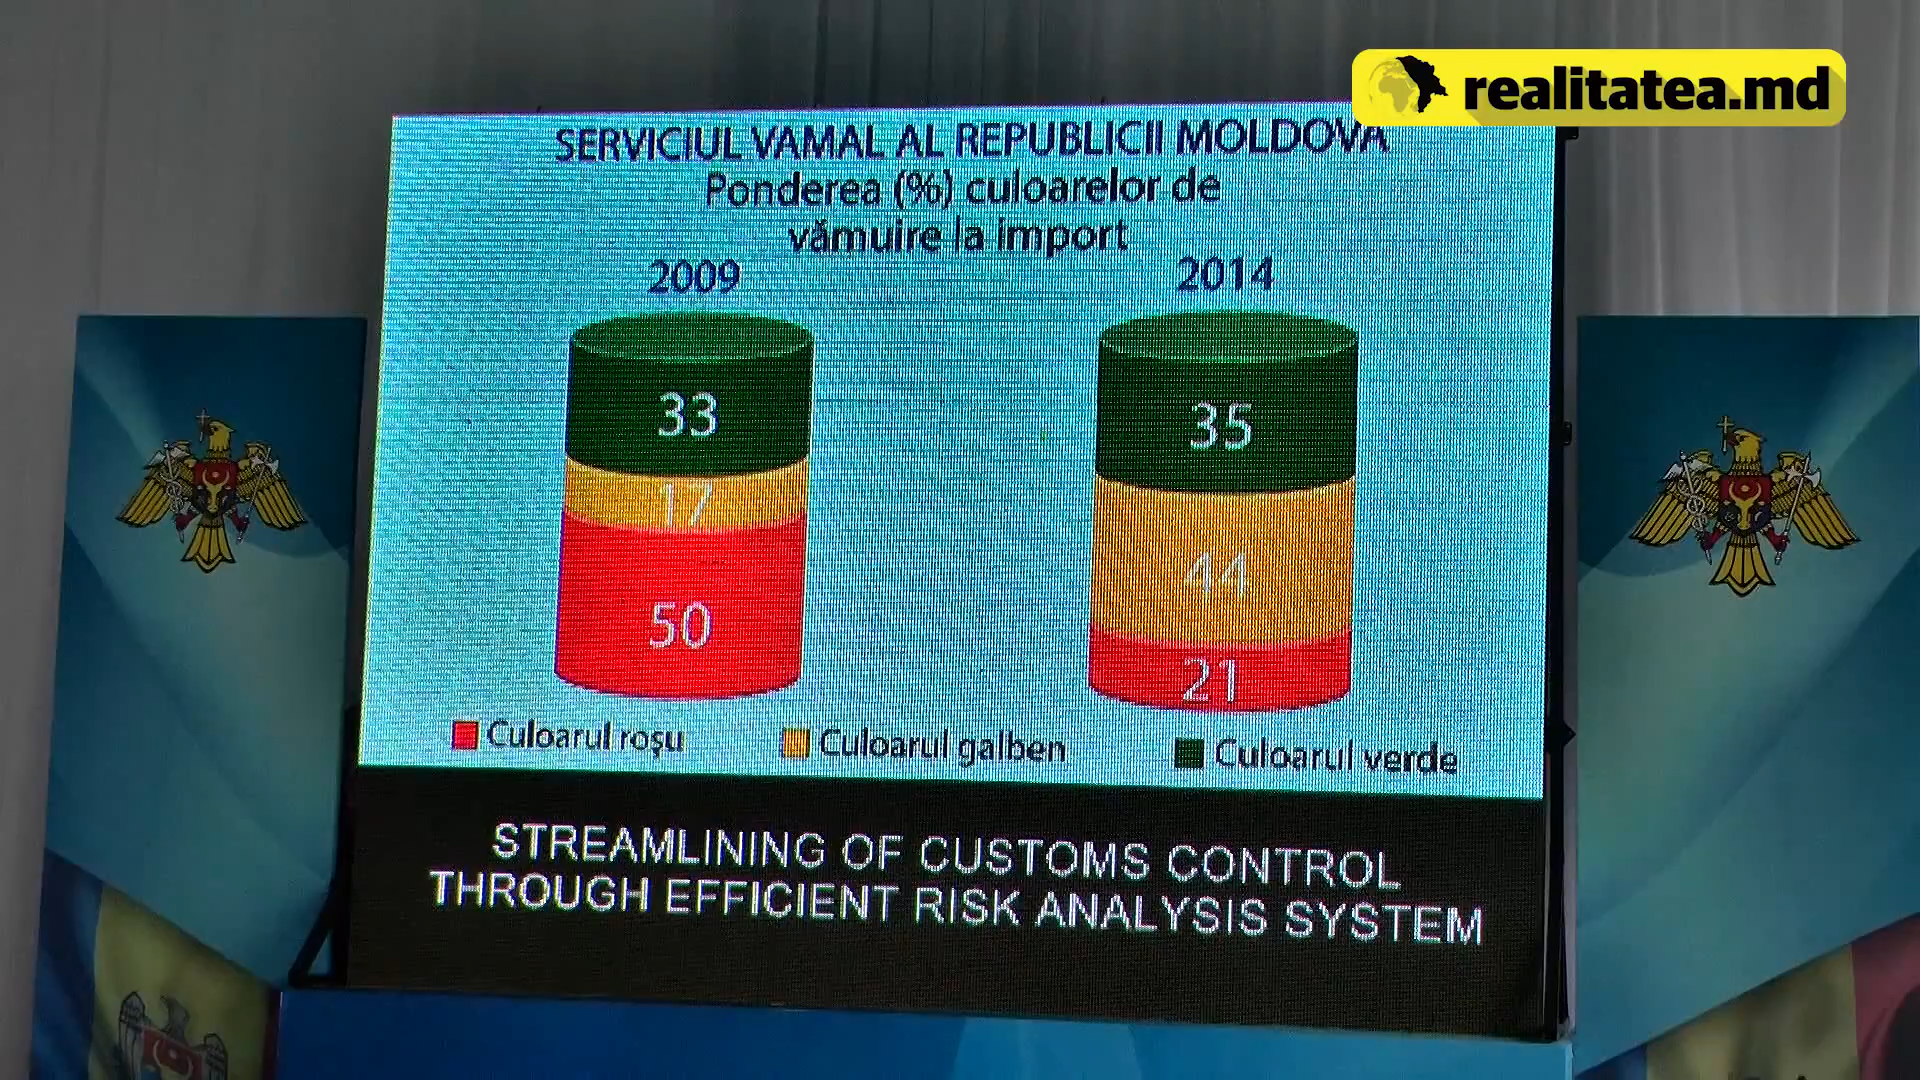 realitatea.md
SERVICIUL VAMAL AL REPUBLICII MOLDOVA
Ponderea (%) culoarelor de
vămuire la import
2009
2014
33
35
17
44
50
21
Culoarul roșu
Culoarul galben
Culoarul verde
STREAMLINING OF CUSTOMS CONTROL
THROUGH EFFICIENT RISK ANALYSIS SYSTEM